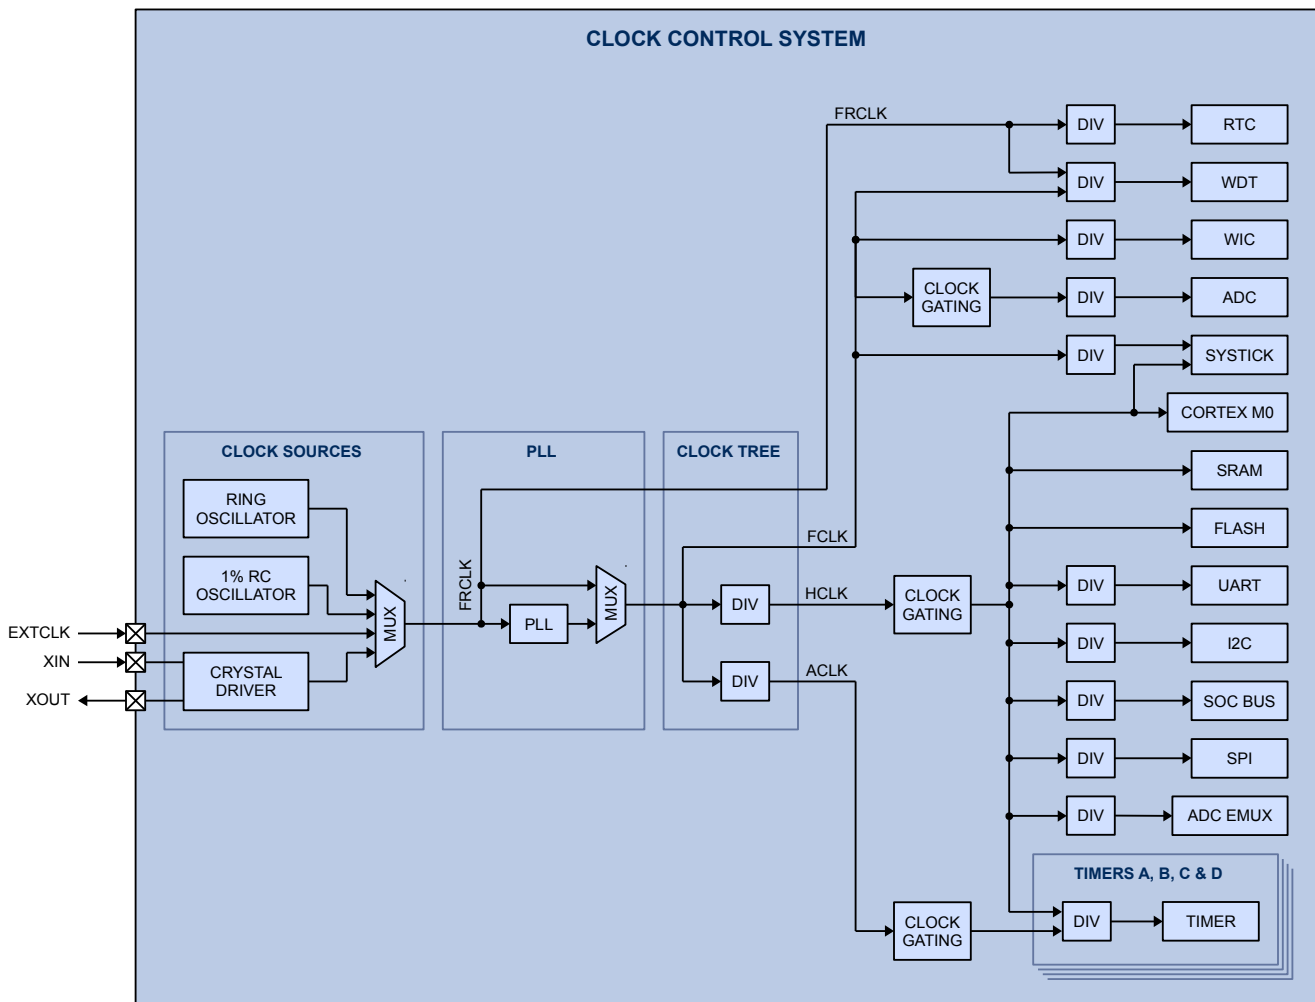 CLOCK CONTROL SYSTEM
FRCLK
DIV
RTC
DIV
WDT
DIV
WIC
CLOCK
GATING
DIV
ADC
DIV
SYSTICK
CORTEX M0
CLOCK SOURCES
PLL
CLOCK TREE
SRAM
RING
OSCILLATOR
FLASH
FCLK
1% RC
OSCILLATOR
MUX
FRCLK
PLL
MUX
DIV
HCLK
CLOCK
GATING
DIV
UART
EXTCLK
XIN
XOUT
CRYSTAL
DRIVER
DIV
ACLK
DIV
I2C
DIV
SOC BUS
DIV
SPI
DIV
ADC EMUX
TIMERS A, B, C & D
CLOCK
GATING
DIV
TIMER